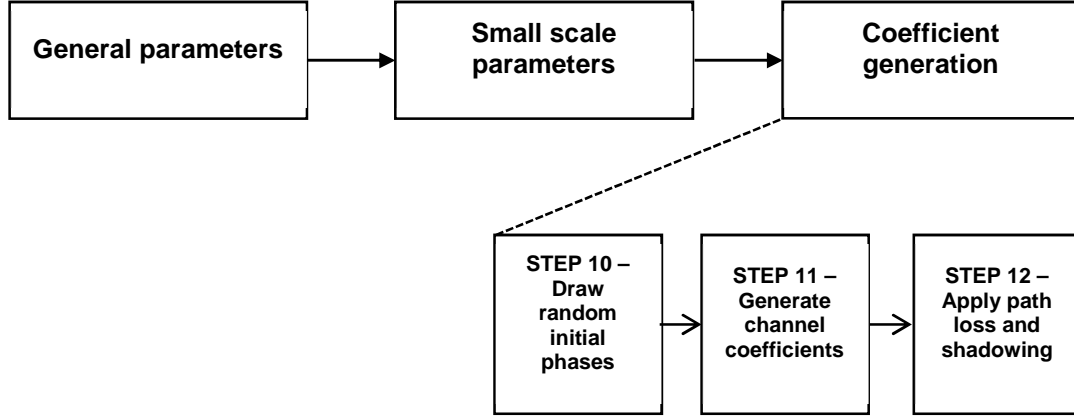 General parameters
Small scale
parameters
Coefficient
generation
STEP 10 –
Draw
random
initial
phases
STEP 11 –
Generate
channel
coefficients
STEP 12 –
Apply path
loss and
shadowing